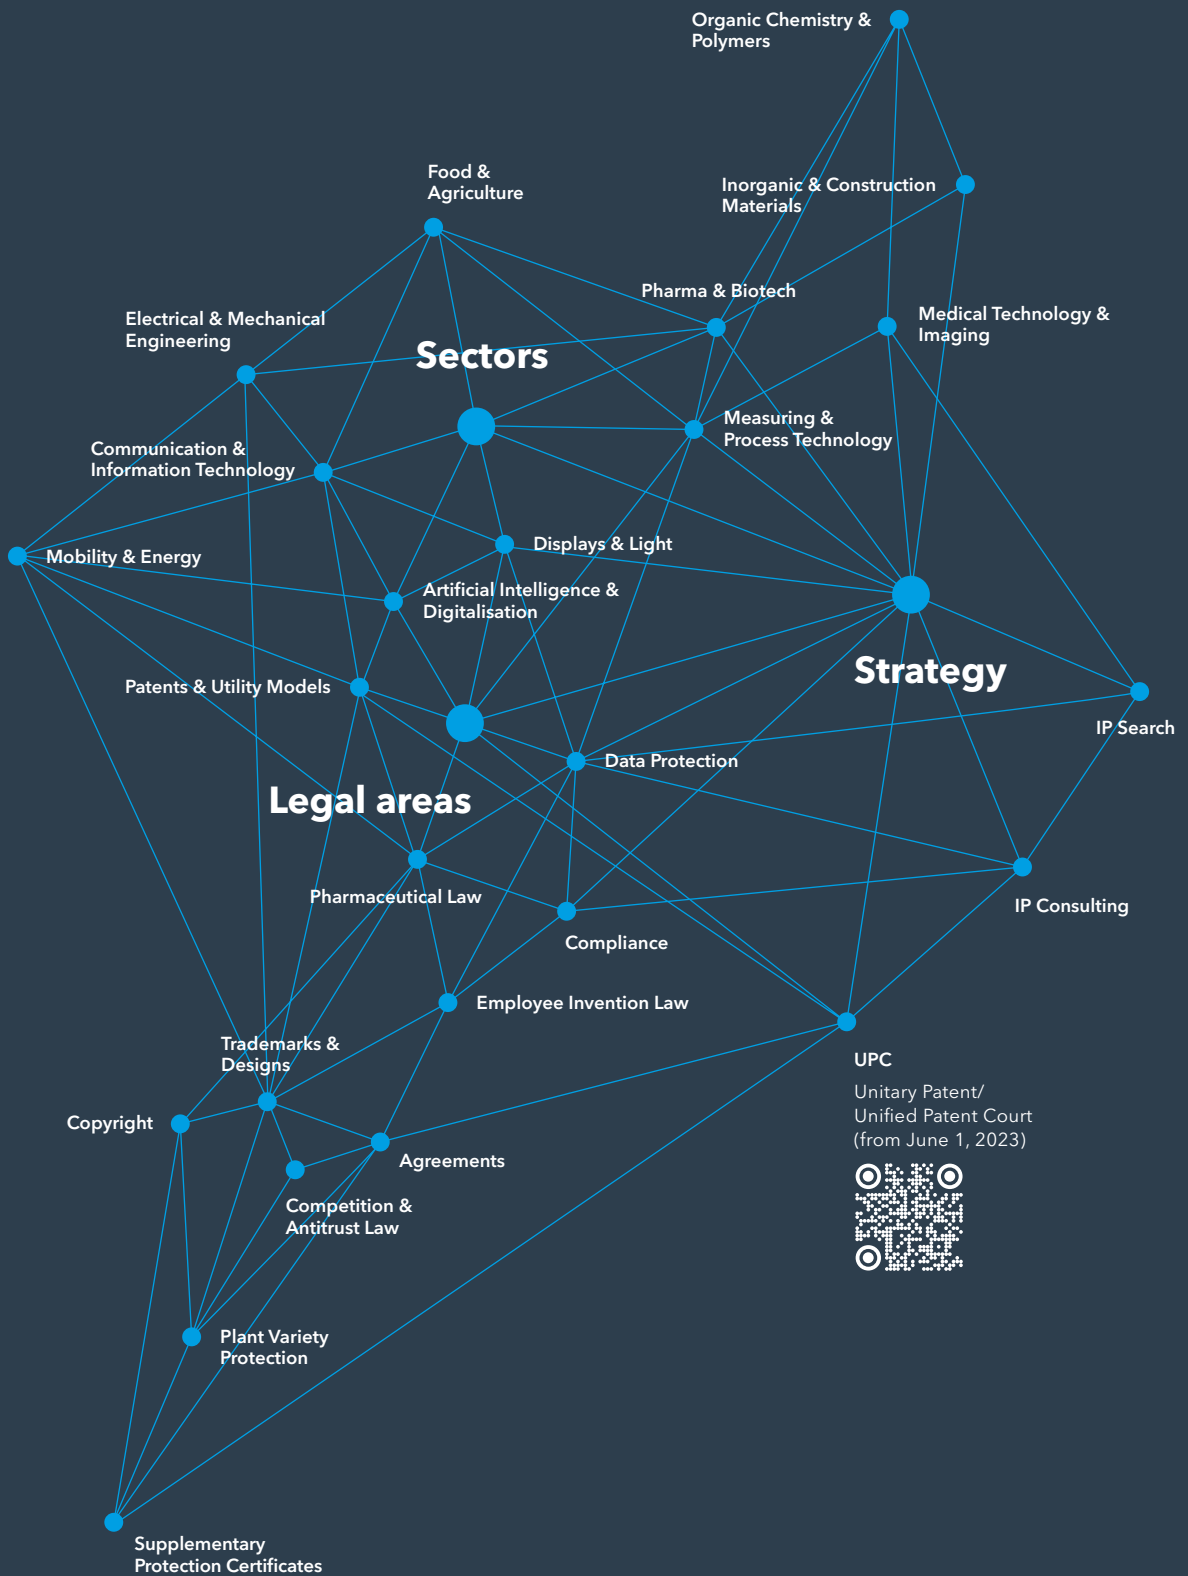 Organic Chemistry &
Polymers
Food &
Agriculture
Inorganic & Construction
Materials
Pharma & Biotech
Electrical & Mechanical
Engineering
Medical Technology &
Imaging
Sectors
Measuring &
Process Technology
Communication &
Information Technology
Displays & Light
Mobility & Energy
Artificial Intelligence &
Digitalisation
Strategy
Patents & Utility Models
IP Search
Data Protection
Legal areas
Pharmaceutical Law
IP Consulting
Compliance
Employee Invention Law
Trademarks &
Designs
UPC
Unitary Patent/
Unified Patent Court
(from June 1, 2023)
Copyright
Agreements
Competition &
Antitrust Law
Plant Variety
Protection
Supplementary
Protection Certificates